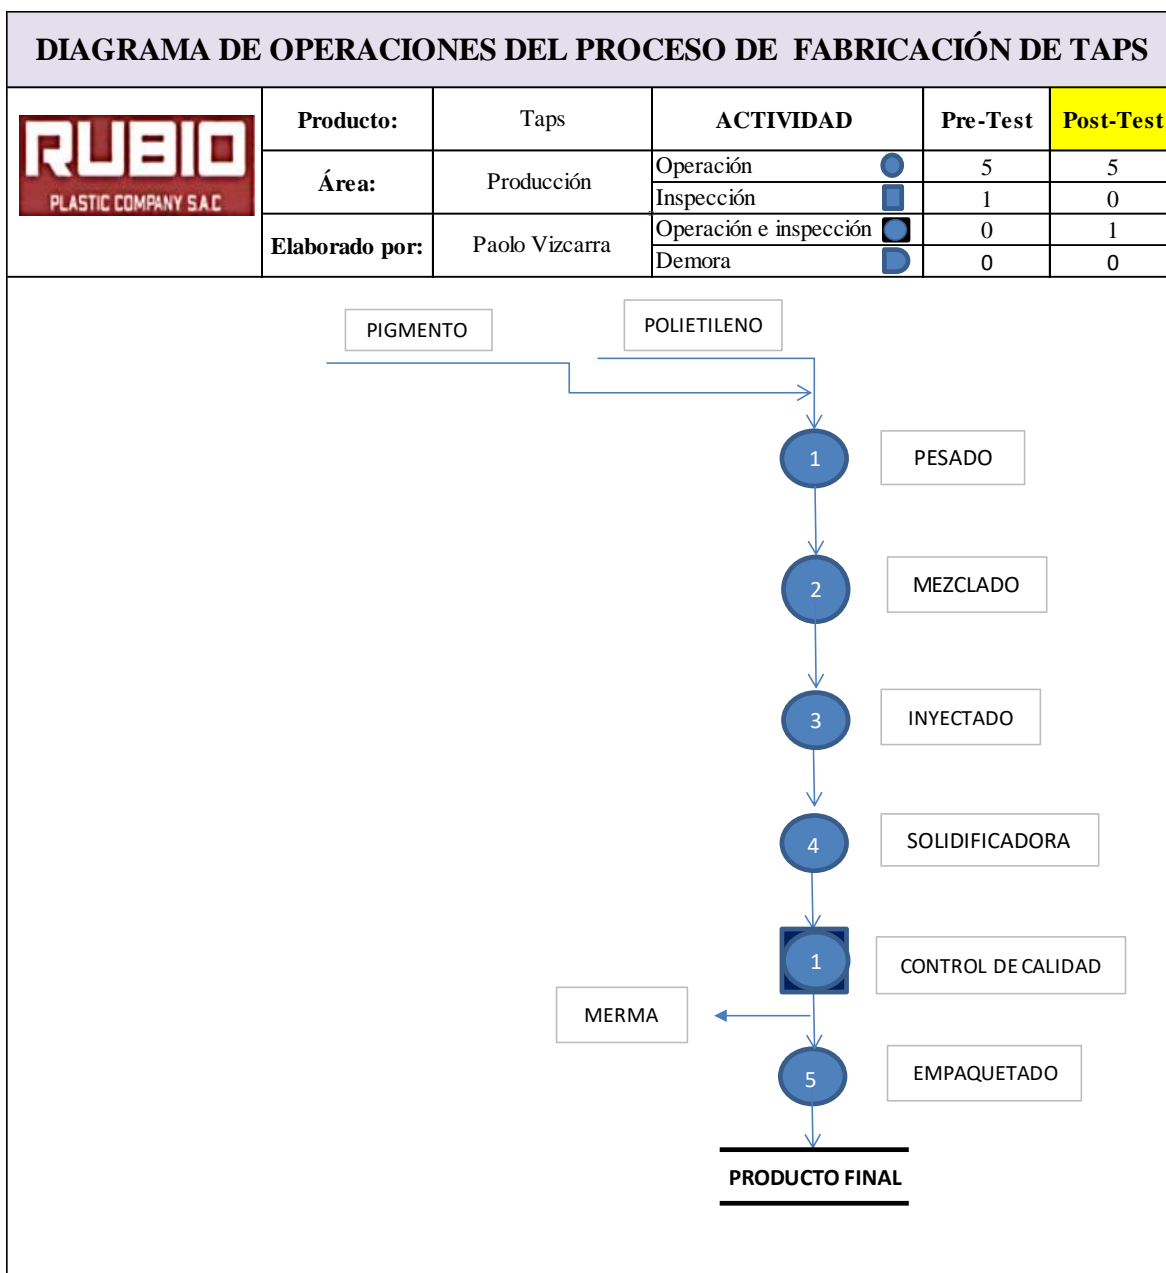 DIAGRAMA DE OPERACIONES DEL PROCESO DE FABRICACIÓN DE TAPS
RUBIO
PLASTIC COMPANY S.A.C
Producto: Taps ACTIVIDAD Pre-Test Post-Test
Área: Producción
Operación 5 5
Inspección 1 0
Elaborado por: Paolo Vizcarra
Operación e inspección 0 1
Demora 0 0
PIGMENTO POLIETILENO
1 PESADO
2 MEZCLADO
3 INYECTADO
4 SOLIDIFICADORA
1 CONTROL DE CALIDAD
MERMA
5 EMPAQUETADO
PRODUCTO FINAL